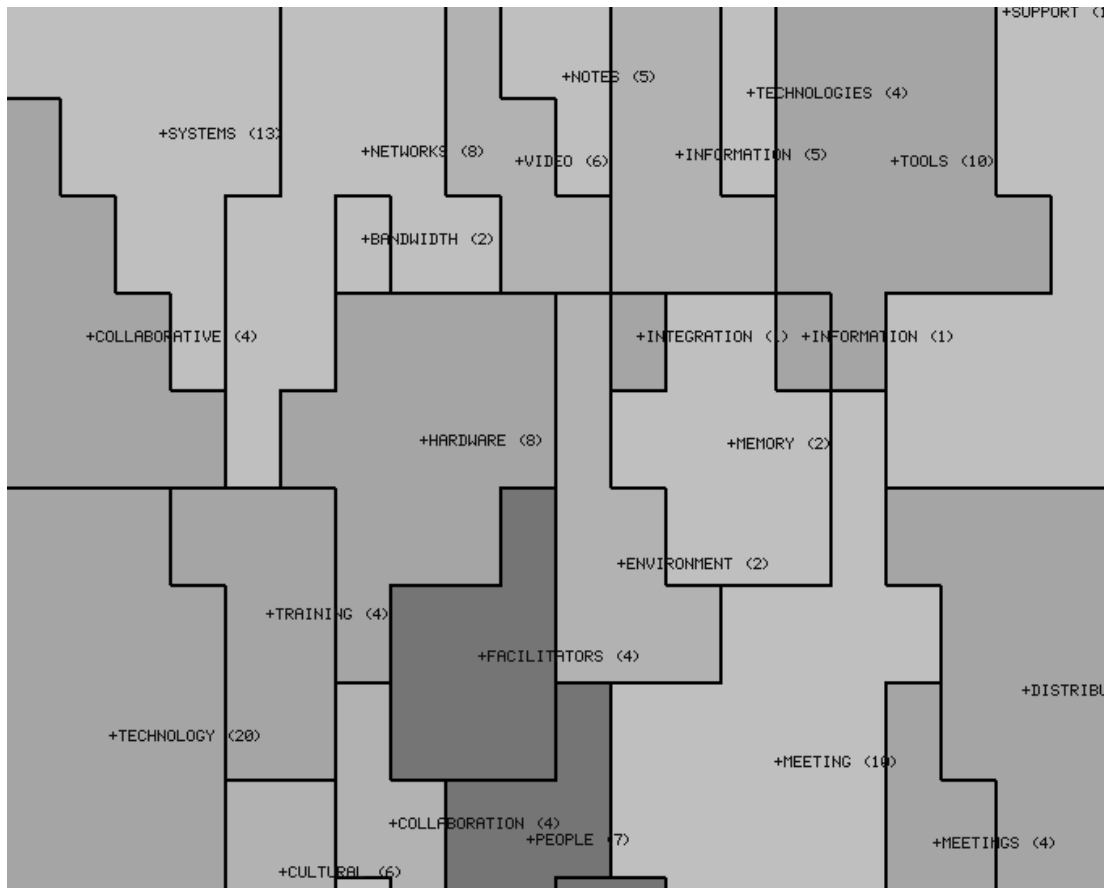 +SUPPORT (1
+NOTES (5)
+TECHNOLOGIES (4)
+SYSTEMS (13)
+NETWORKS (8)
+VIDEO (6)
+INFORMATION (5)
+TOOLS (10)
+BANDWIDTH (2)
+COLLABORATIVE (4)
+INTEGRATION (1)
+INFORMATION (1)
+HARDWARE (8)
+MEMORY (2)
+ENVIRONMENT (2)
+TRAINING (4)
+FACILITATORS (4)
+DISTRIBU
+TECHNOLOGY (20)
+MEETING (10)
+COLLABORATION (4)
+PEOPLE (7)
+MEETINGS (4)
+CULTURAL (6)